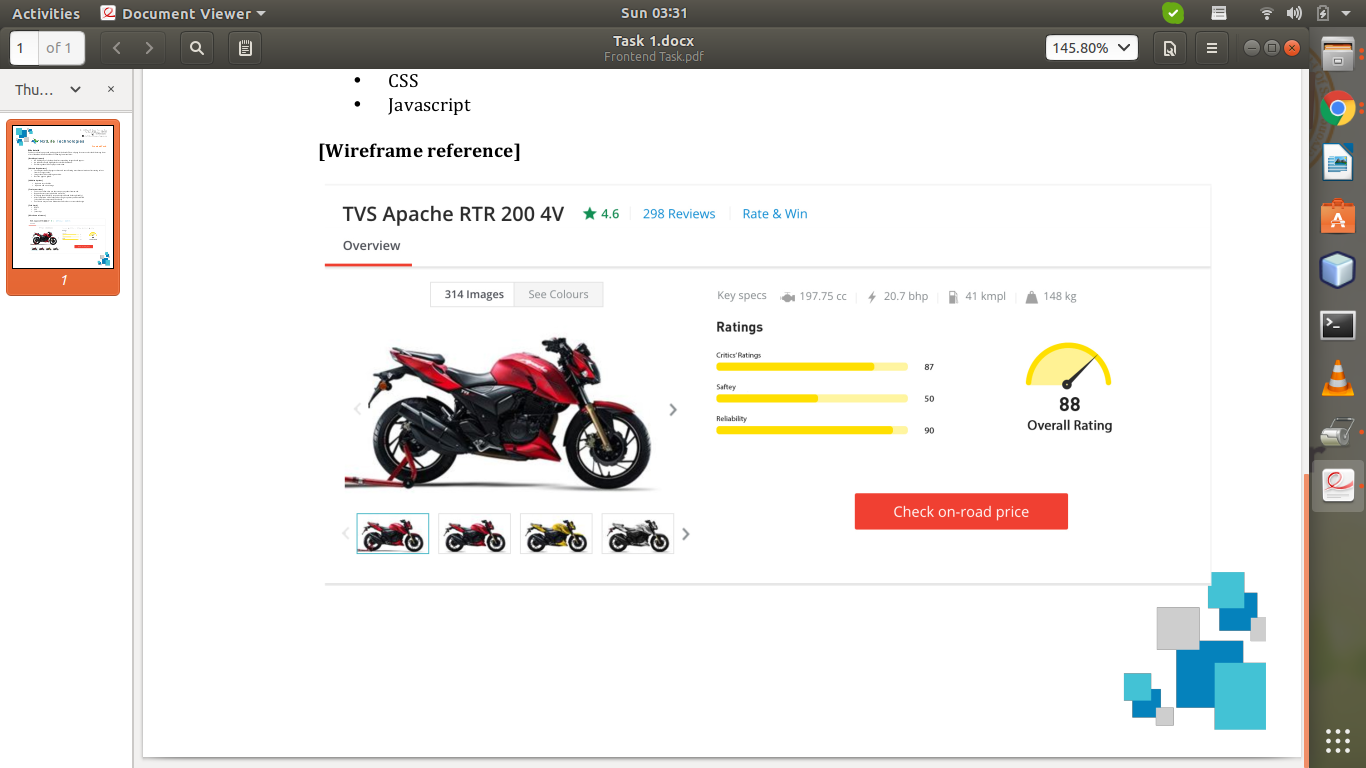 Activities Document Viewer Sun 03:31
1 of 1 Task 1.docx 145.80%
Frontend Task.pdf
Thu...
1
• CSS
• Javascript
[Wireframe reference]
TVS Apache RTR 200 4V 4.6 298 Reviews Rate & Win
Overview
314 Images See Colours
Key specs 197.75 cc 20.7 bhp 41 kmpl 148 kg
Ratings
Critics' Ratings 87
Saftey 50
Reliability 90
88
Overall Rating
Check on-road price